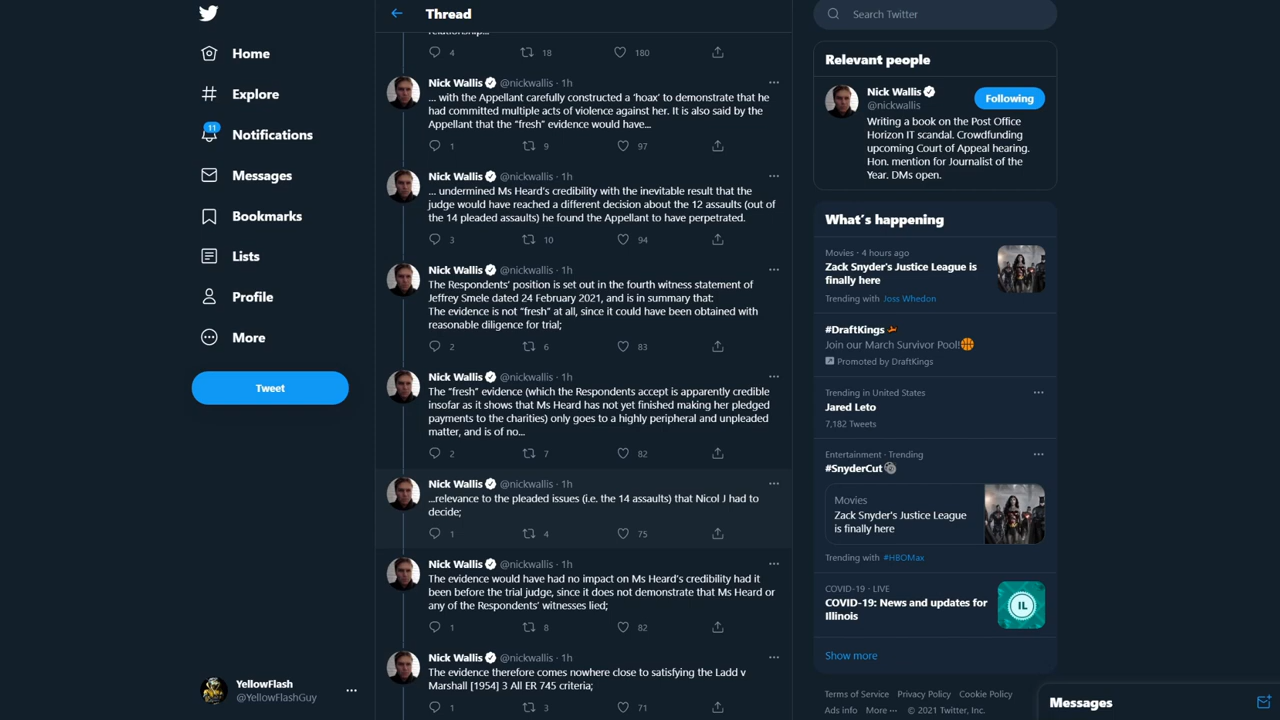 Home
Explore
11
Notifications
Messages
Bookmarks
Lists
Profile
More
Tweet
YellowFlash
@YellowFlashGuy
Thread
relationship...
4 18 180
Nick Wallis @nickwallis · 1h
... with the Appellant carefully constructed a ‘hoax’ to demonstrate that he
had committed multiple acts of violence against her. It is also said by the
Appellant that the “fresh” evidence would have...
1 9 97
Nick Wallis @nickwallis · 1h
... undermined Ms Heard’s credibility with the inevitable result that the
judge would have reached a different decision about the 12 assaults (out of
the 14 pleaded assaults) he found the Appellant to have perpetrated.
3 10 94
Nick Wallis @nickwallis · 1h
The Respondents’ position is set out in the fourth witness statement of
Jeffrey Smele dated 24 February 2021, and is in summary that:
The evidence is not “fresh” at all, since it could have been obtained with
reasonable diligence for trial;
2 6 83
Nick Wallis @nickwallis · 1h
The “fresh” evidence (which the Respondents accept is apparently credible
insofar as it shows that Ms Heard has not yet finished making her pledged
payments to the charities) only goes to a highly peripheral and unpleaded
matter, and is of no...
2 7 82
Nick Wallis @nickwallis · 1h
...relevance to the pleaded issues (i.e. the 14 assaults) that Nicol J had to
decide;
1 4 75
Nick Wallis @nickwallis · 1h
The evidence would have had no impact on Ms Heard’s credibility had it
been before the trial judge, since it does not demonstrate that Ms Heard or
any of the Respondents’ witnesses lied;
1 8 82
Nick Wallis @nickwallis · 1h
The evidence therefore comes nowhere close to satisfying the Ladd v
Marshall [1954] 3 All ER 745 criteria;
1 3 71
Search Twitter
Relevant people
Nick Wallis
@nickwallis
Following
Writing a book on the Post Office
Horizon IT scandal. Crowdfunding
upcoming Court of Appeal hearing.
Hon. mention for Journalist of the
Year. DMs open.
What’s happening
Movies · 4 hours ago
Zack Snyder's Justice League is
finally here
Trending with Joss Whedon
#DraftKings
Join our March Survivor Pool!
Promoted by DraftKings
Trending in United States
Jared Leto
7,182 Tweets
Entertainment · Trending
#SnyderCut
Movies
Zack Snyder's Justice League
is finally here
Trending with #HBOMax
COVID-19 · LIVE
COVID-19: News and updates for
Illinois
IL
Show more
Terms of Service Privacy Policy Cookie Policy
Ads info More ··· © 2021 Twitter, Inc.
Messages